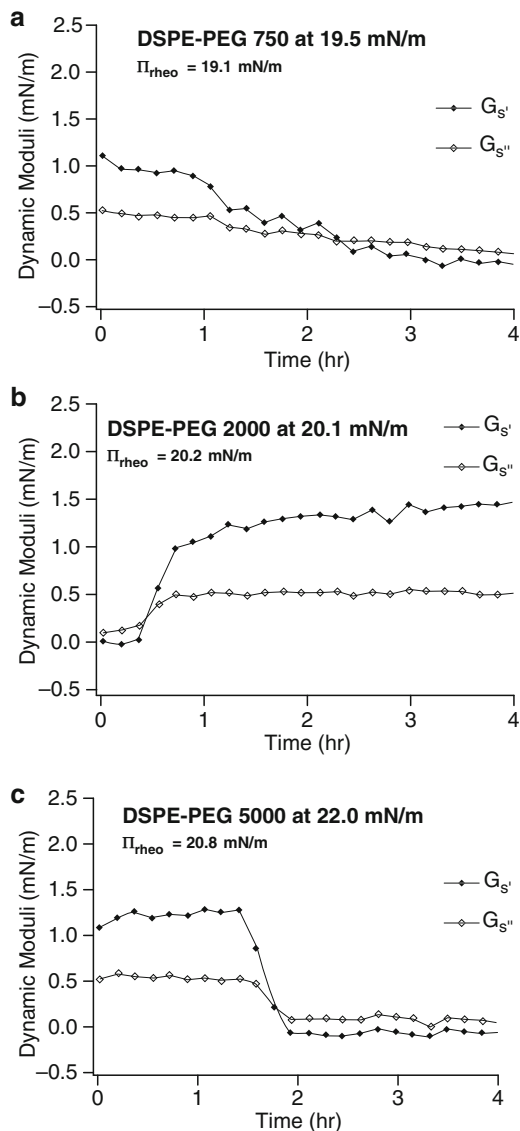 a
DSPE-PEG 750 at 19.5 mN/m
Πrheo = 19.1 mN/m
Gs'
Gs''
Dynamic Moduli (mN/m)
2.5
2.0
1.5
1.0
0.5
0.0
–0.5
0 1 2 3 4
Time (hr)
b
DSPE-PEG 2000 at 20.1 mN/m
Πrheo = 20.2 mN/m
Gs'
Gs''
Dynamic Moduli (mN/m)
2.5
2.0
1.5
1.0
0.5
0.0
–0.5
0 1 2 3 4
Time (hr)
c
DSPE-PEG 5000 at 22.0 mN/m
Πrheo = 20.8 mN/m
Gs'
Gs''
Dynamic Moduli (mN/m)
2.5
2.0
1.5
1.0
0.5
0.0
–0.5
0 1 2 3 4
Time (hr)